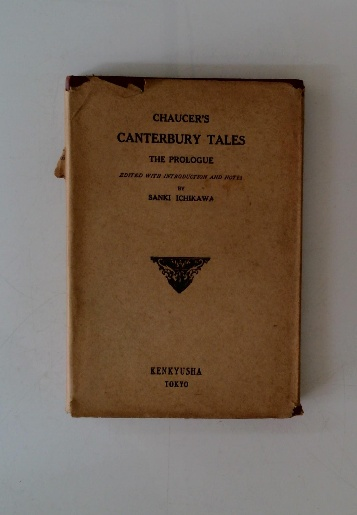 CHAUCER'S
CANTERBURY TALES
THE PROLOGUE
EDITED WITH INTRODUCTION AND NOTES
BY
SANKI ICHIKAWA
KENKYUSHA
TOKYO